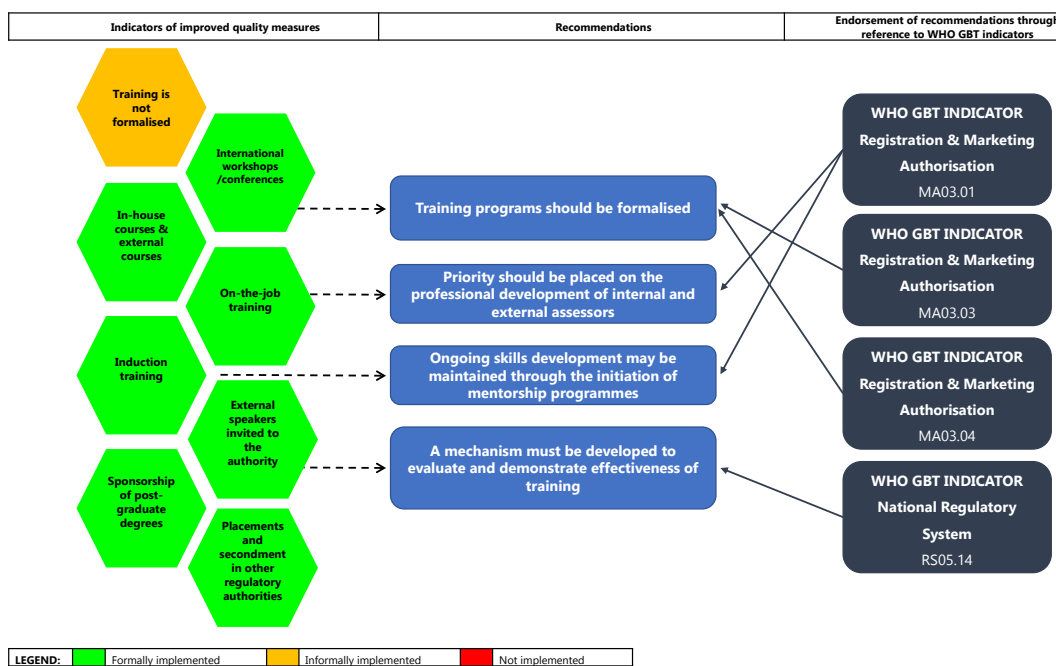 Indicators of improved quality measures
Recommendations
Endorsement of recommendations through
reference to WHO GBT indicators
Training is
not
formalised
International
workshops
/conferences
In-house
courses &
external
courses
On-the-job
training
Induction
training
External
speakers
invited to
the
authority
Sponsorship
of post-
graduate
degrees
Placements
and
secondment
in other
regulatory
authorities
Training programs should be formalised
Priority should be placed on the
professional development of internal and
external assessors
Ongoing skills development may be
maintained through the initiation of
mentorship programmes
A mechanism must be developed to
evaluate and demonstrate effectiveness of
training
WHO GBT INDICATOR
Registration & Marketing
Authorisation
MA03.01
WHO GBT INDICATOR
Registration & Marketing
Authorisation
MA03.03
WHO GBT INDICATOR
Registration & Marketing
Authorisation
MA03.04
WHO GBT INDICATOR
National Regulatory
System
RS05.14
LEGEND: Formally implemented Informally implemented Not implemented